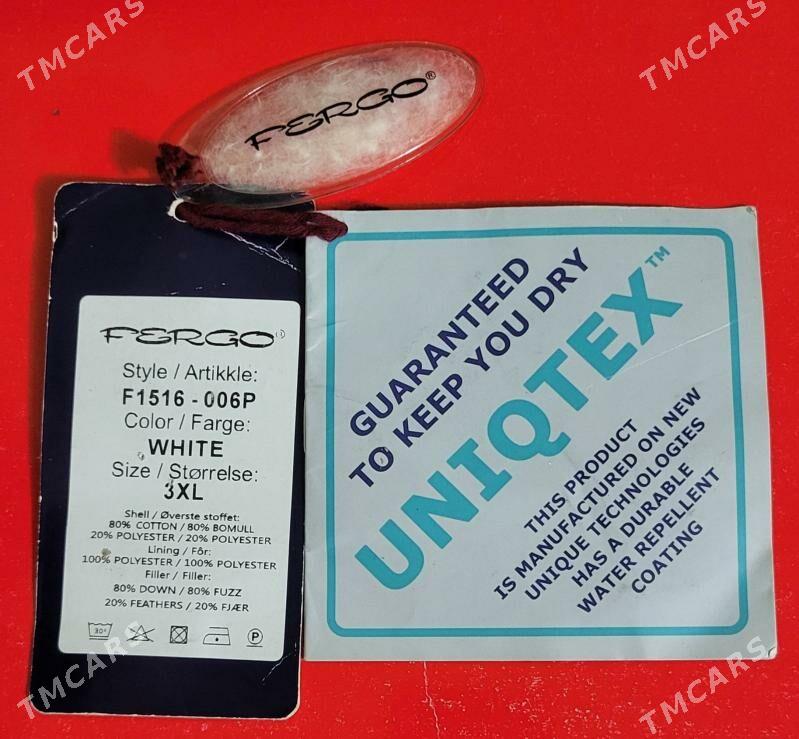 TMCARS
TMCARS
FERGO®
FERGO®
Style / Artikkle:
F1516 - 006P
Color / Farge:
WHITE
Size / Størrelse:
3XL
Shell / Øverste stoffet:
80% COTTON / 80% BOMULL
20% POLYESTER / 20% POLYESTER
Lining / Fôr:
100% POLYESTER / 100% POLYESTER
Filler / Filler:
80% DOWN / 80% FUZZ
20% FEATHERS / 20% FJÆR
30°
P
GUARANTEED
TO KEEP YOU DRY
UNIQTEX™
THIS PRODUCT
IS MANUFACTURED ON NEW
UNIQUE TECHNOLOGIES
HAS A DURABLE
WATER REPELLENT
COATING
TMCARS
TMCARS